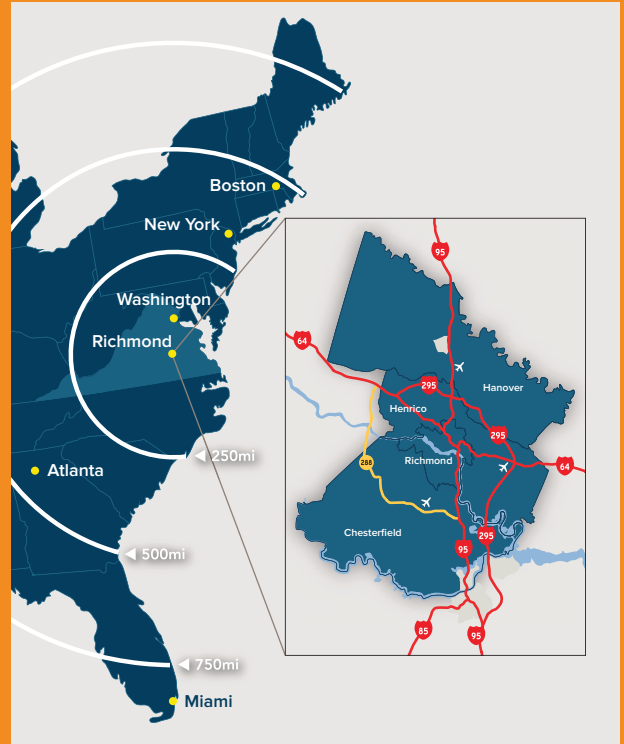 Boston
New York
Washington
Richmond
250mi
Atlanta
500mi
750mi
Miami
95
64
295
Hanover
Henrico
295
Richmond
288
64
Chesterfield
295
95
85
95